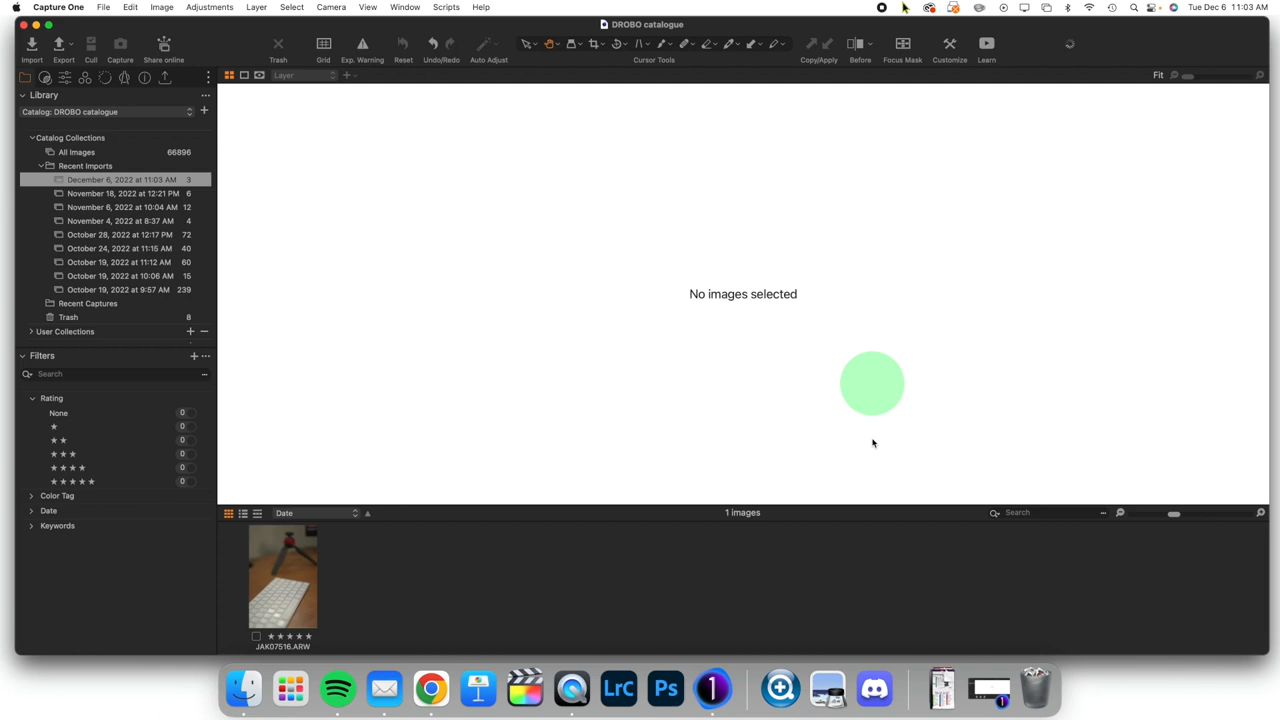 Capture One File Edit Image Adjustments Layer Select Camera View Window Scripts Help Tue Dec 6 11:03 AM
DROBO catalogue
Import Export Cull Capture Share online Trash Grid Exp. Warning Reset Undo/Redo Auto Adjust Cursor Tools Copy/Apply Before Focus Mask Customize Learn
Layer Fit
Library
Catalog: DROBO catalogue
Catalog Collections
All Images 66896
Recent Imports
December 6, 2022 at 11:03 AM 3
November 18, 2022 at 12:21 PM 6
November 6, 2022 at 10:04 AM 12
November 4, 2022 at 8:37 AM 4
October 28, 2022 at 12:17 PM 72
October 24, 2022 at 11:15 AM 40
October 19, 2022 at 11:12 AM 60
October 19, 2022 at 10:06 AM 15
October 19, 2022 at 9:57 AM 239
Recent Captures
Trash 8
User Collections
Filters
Search
Rating
None 0
★ 0
★ ★ 0
★ ★ ★ 0
★ ★ ★ ★ 0
★ ★ ★ ★ ★ 0
Color Tag
Date
Keywords
No images selected
Date 1 images Search
JAK07516.ARW
LrC Ps 1